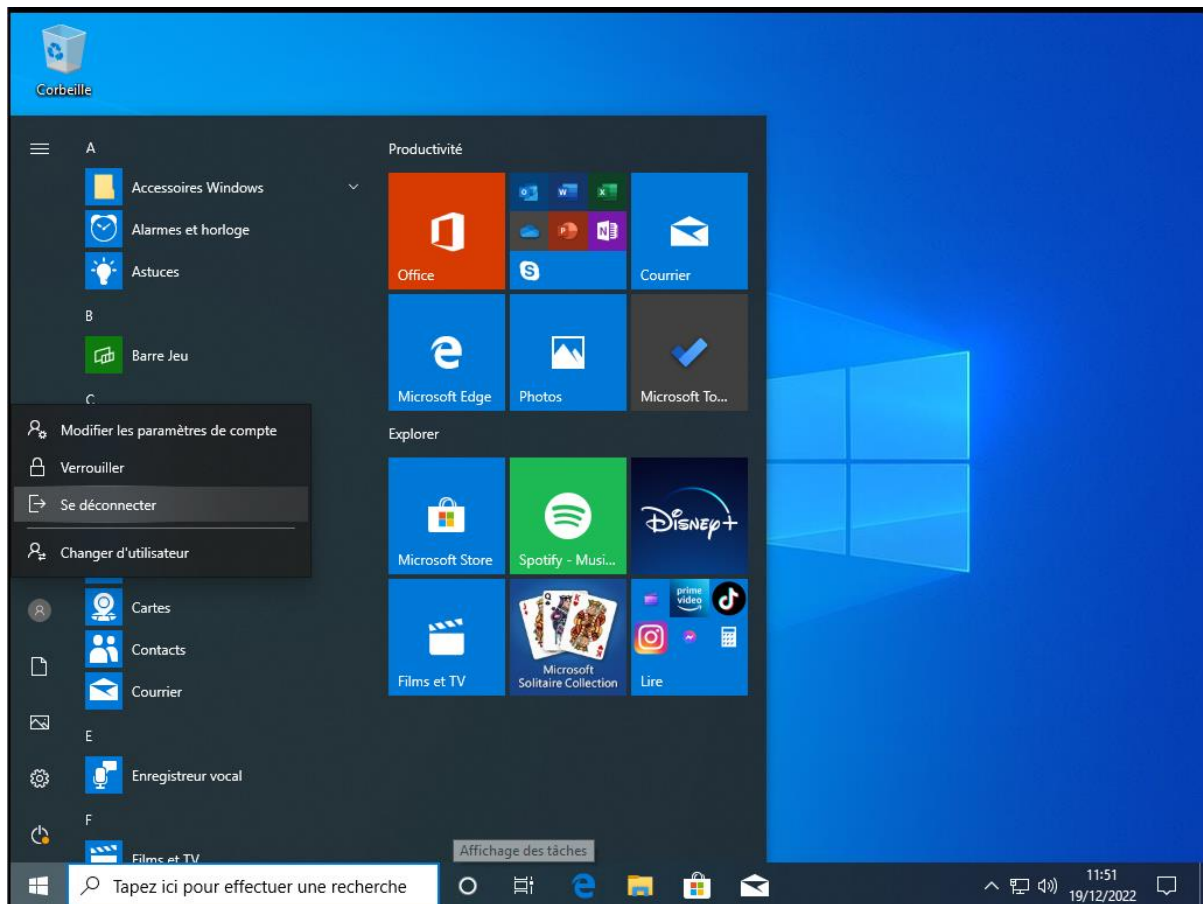 Corbeille
A
Accessoires Windows
Alarmes et horloge
Astuces
B
Barre Jeu
C
Modifier les paramètres de compte
Verrouiller
Se déconnecter
Changer d'utilisateur
Cartes
Contacts
Courrier
E
Enregistreur vocal
F
Films et TV
Productivité
Office
Courrier
Microsoft Edge
Photos
Microsoft To...
Explorer
Microsoft Store
Spotify - Musi...
Disney+
Films et TV
Microsoft
Solitaire Collection
prime
video
Lire
Affichage des tâches
Tapez ici pour effectuer une recherche
11:51
19/12/2022